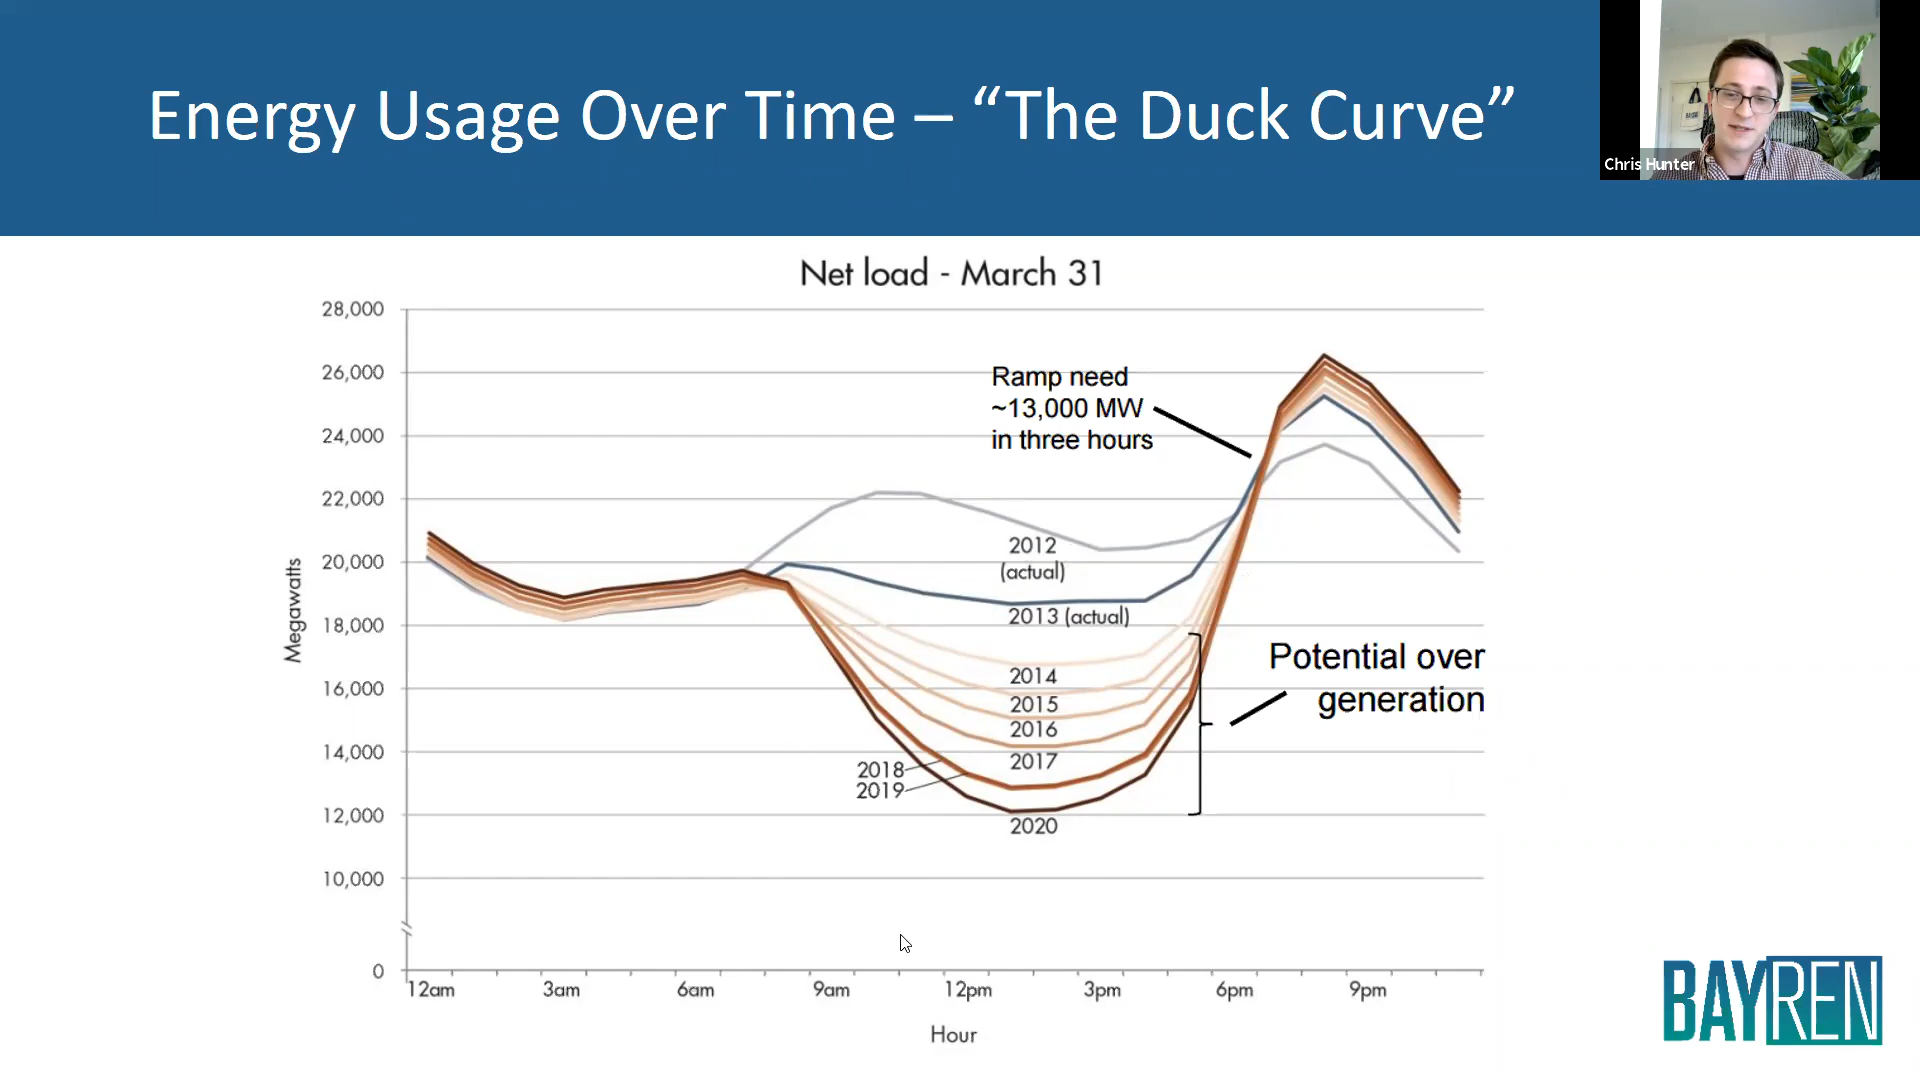 Energy Usage Over Time – “The Duck Curve”
Chris Hunter
Net load - March 31
28,000
26,000
24,000
22,000
20,000
18,000
16,000
14,000
12,000
10,000
0
Megawatts
Ramp need
~13,000 MW
in three hours
2012
(actual)
2013 (actual)
2014
2015
2016
2017
2018
2019
2020
Potential over
generation
12am
3am
6am
9am
12pm
3pm
6pm
9pm
Hour
BAYREN